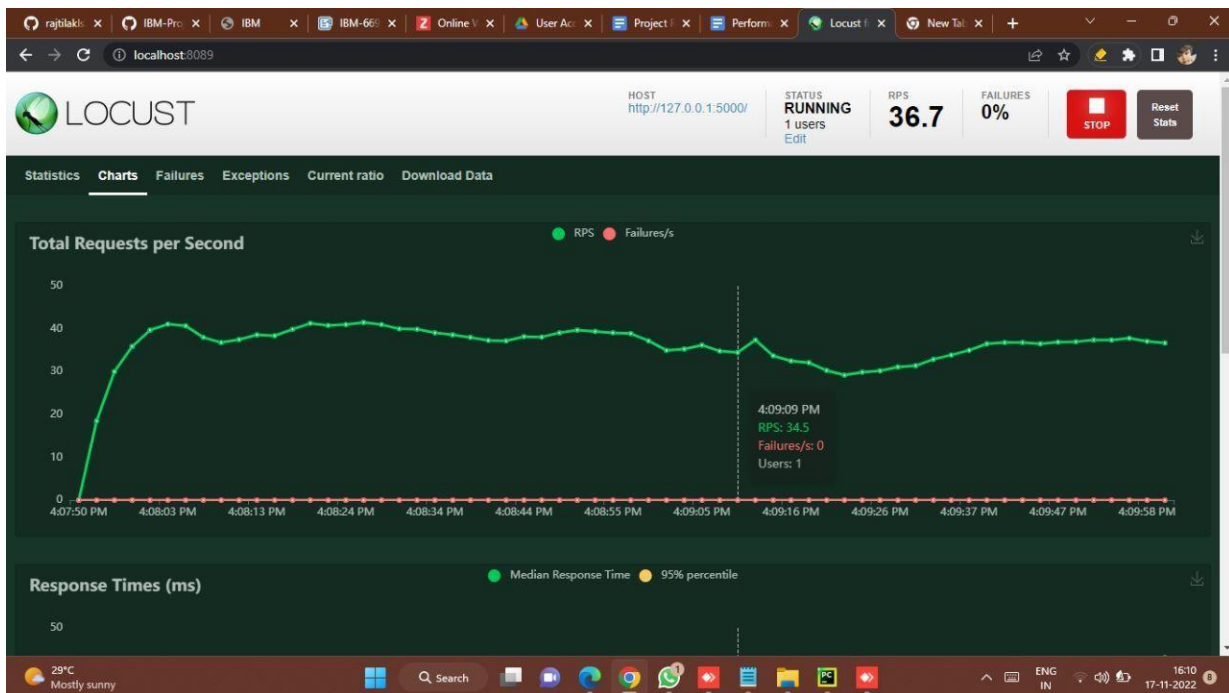 rajtilakls
IBM-Pro
IBM
IBM-669
Online V
User Acc
Project F
Perform
Locust f
New Tab
localhost:8089
LOCUST
HOST
http://127.0.0.1:5000/
STATUS
RUNNING
1 users
Edit
RPS
36.7
FAILURES
0%
STOP
Reset
Stats
Statistics Charts Failures Exceptions Current ratio Download Data
Total Requests per Second
RPS Failures/s
50
40
30
20
10
0
4:09:09 PM
RPS: 34.5
Failures/s: 0
Users: 1
4:07:50 PM 4:08:03 PM 4:08:13 PM 4:08:24 PM 4:08:34 PM 4:08:44 PM 4:08:55 PM 4:09:05 PM 4:09:16 PM 4:09:26 PM 4:09:37 PM 4:09:47 PM 4:09:58 PM
Response Times (ms)
Median Response Time 95% percentile
50
29°C
Mostly sunny
Search
ENG
IN
16:10
17-11-2022
8